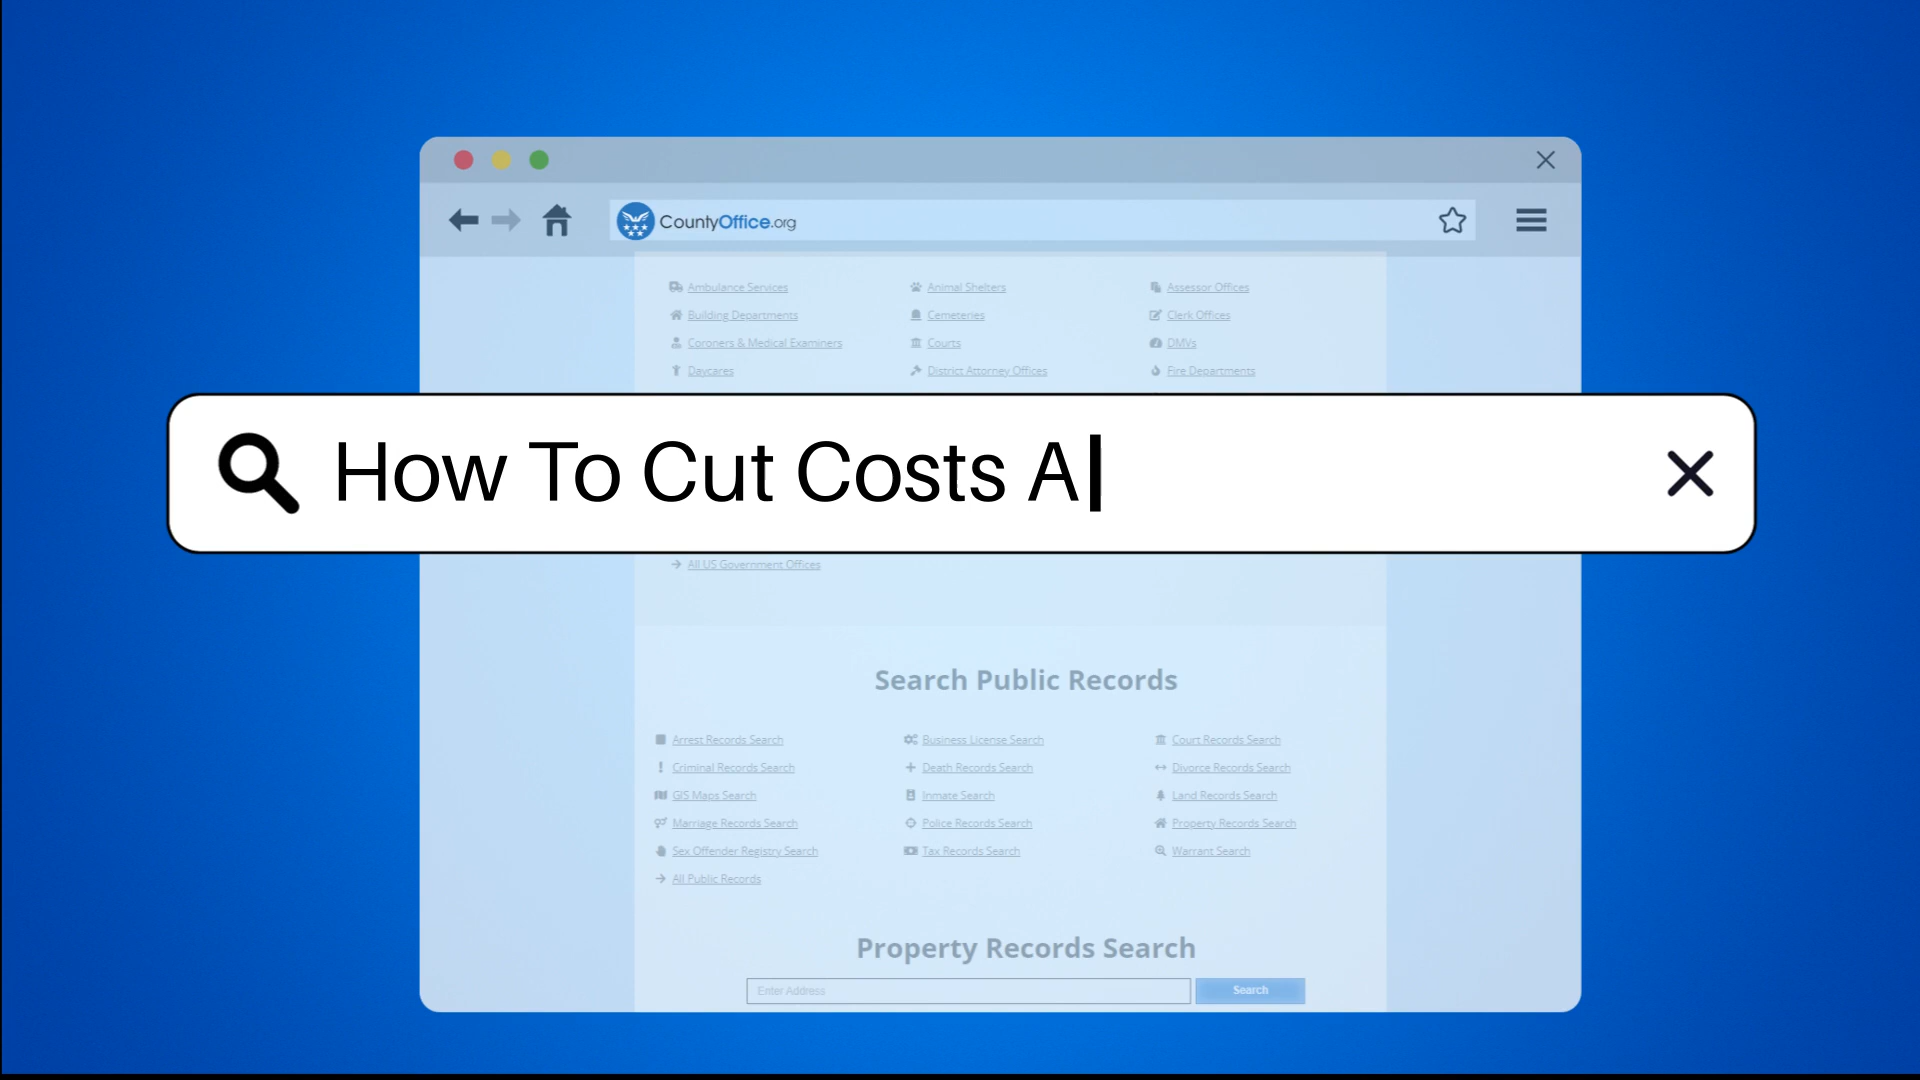 CountyOffice.org
Ambulance Services Animal Shelters Assessor Offices
Building Departments Cemeteries Clerk Offices
Coroners & Medical Examiners Courts DMVs
Daycares District Attorney Offices Fire Departments
How To Cut Costs A
All US Government Offices
Search Public Records
Arrest Records Search Business License Search Court Records Search
Criminal Records Search Death Records Search Divorce Records Search
GIS Maps Search Inmate Search Land Records Search
Marriage Records Search Police Records Search Property Records Search
Sex Offender Registry Search Tax Records Search Warrant Search
All Public Records
Property Records Search
Enter Address Search